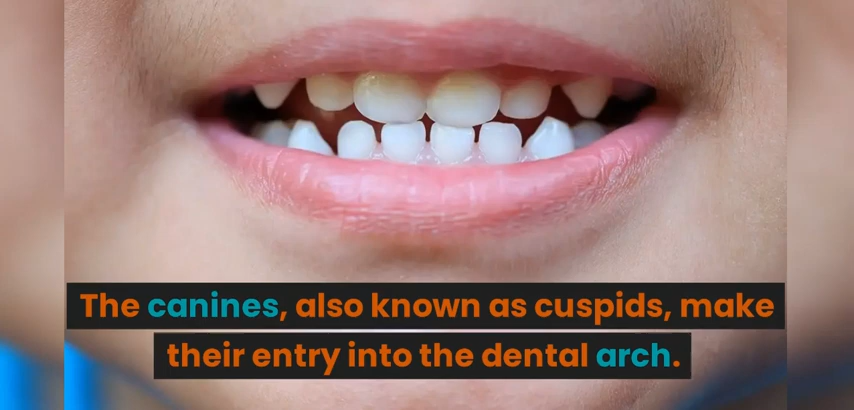 The canines, also known as cuspids, make
their entry into the dental arch.